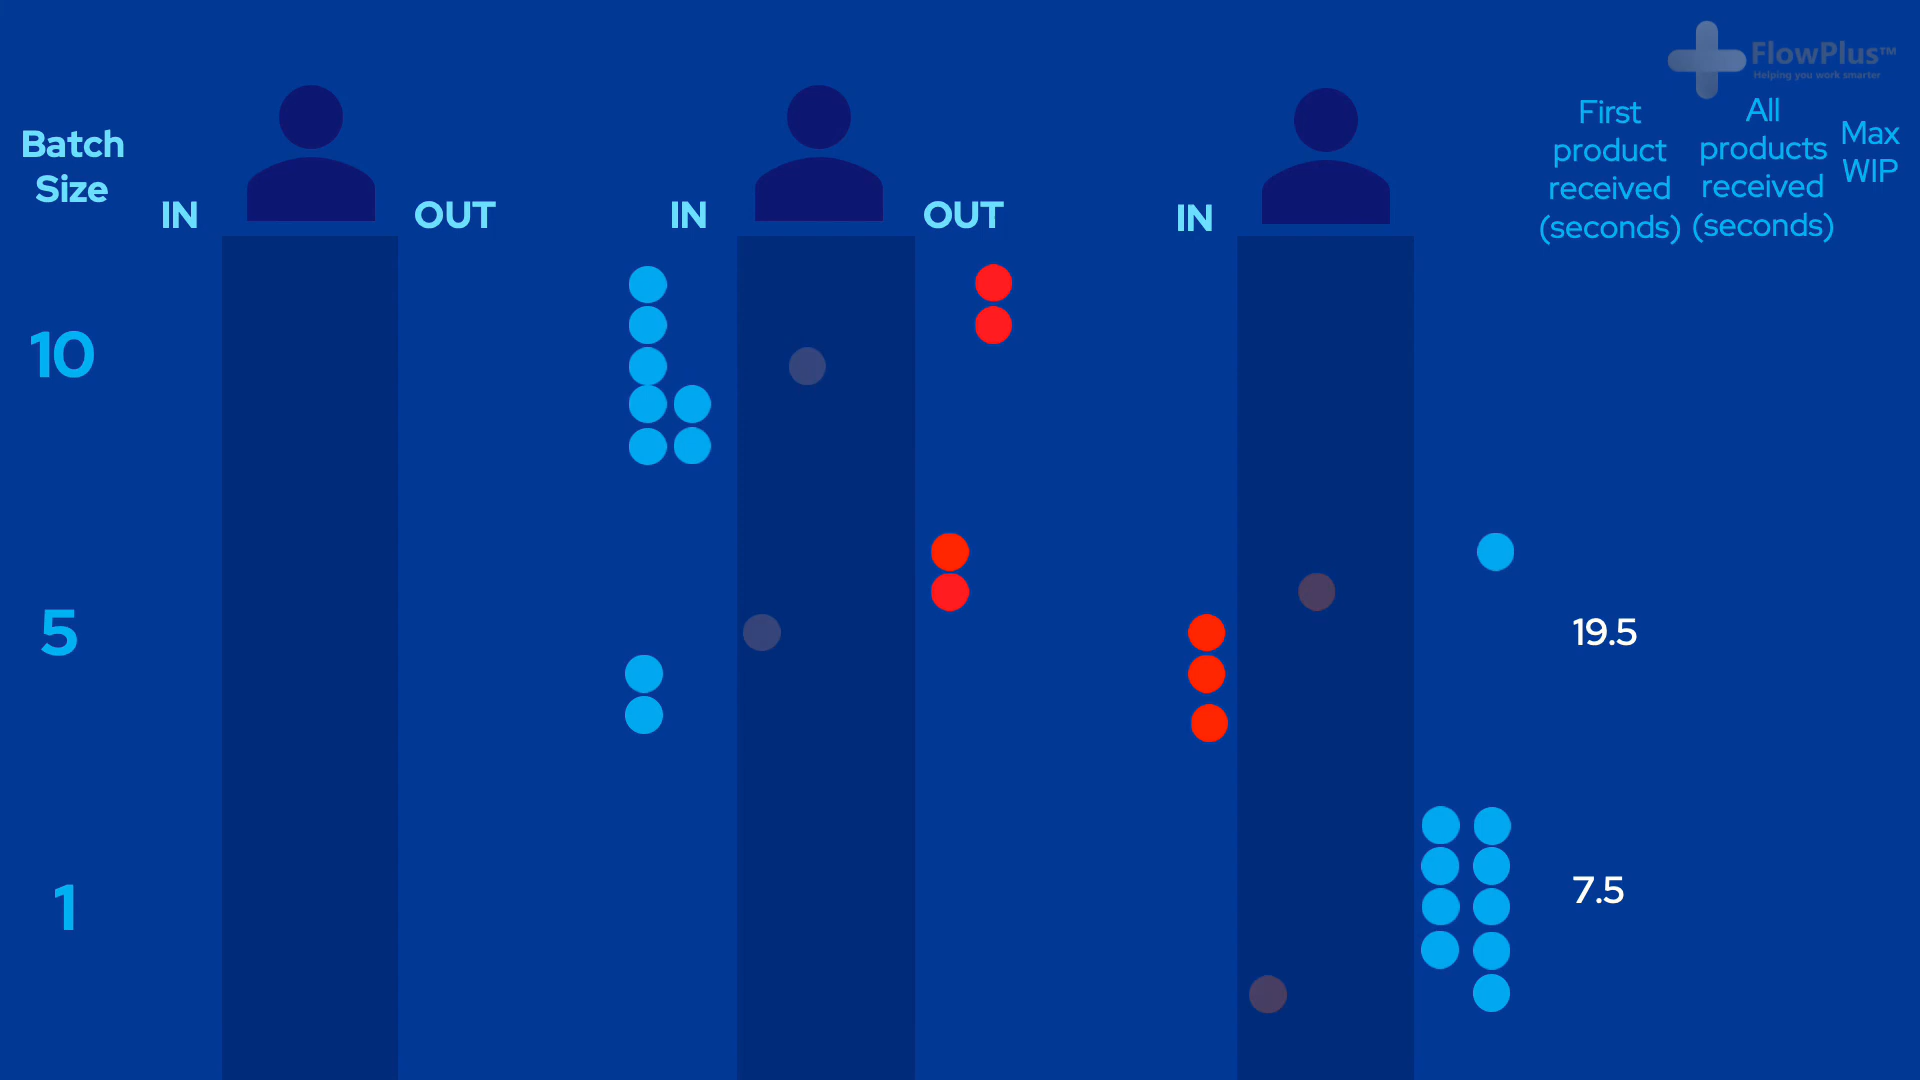 FlowPlus™
Helping you work smarter
Batch
Size
IN
OUT
IN
OUT
IN
First
product
received
(seconds)
All
products
received
(seconds)
Max
WIP
10
5
19.5
1
7.5